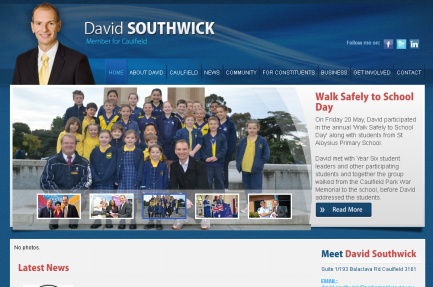 David SOUTHWICK
Member for Caulfield
Follow me on:
HOME ABOUT DAVID CAULFIELD NEWS COMMUNITY FOR CONSTITUENTS BUSINESS GET INVOLVED CONTACT
Walk Safely to School
Day
On Friday 20 May, David participated
in the annual 'Walk Safely to School
Day' along with students from St
Aloysius Primary School.
David met with Year Six student
leaders and other participating
students and together the group
walked from the Caulfield Park War
Memorial to the school, before David
addressed the students.
» Read More
No photos.
Latest News
Meet David Southwick
Suite 1/193 Balaclava Rd Caulfield 3161
EMAIL: